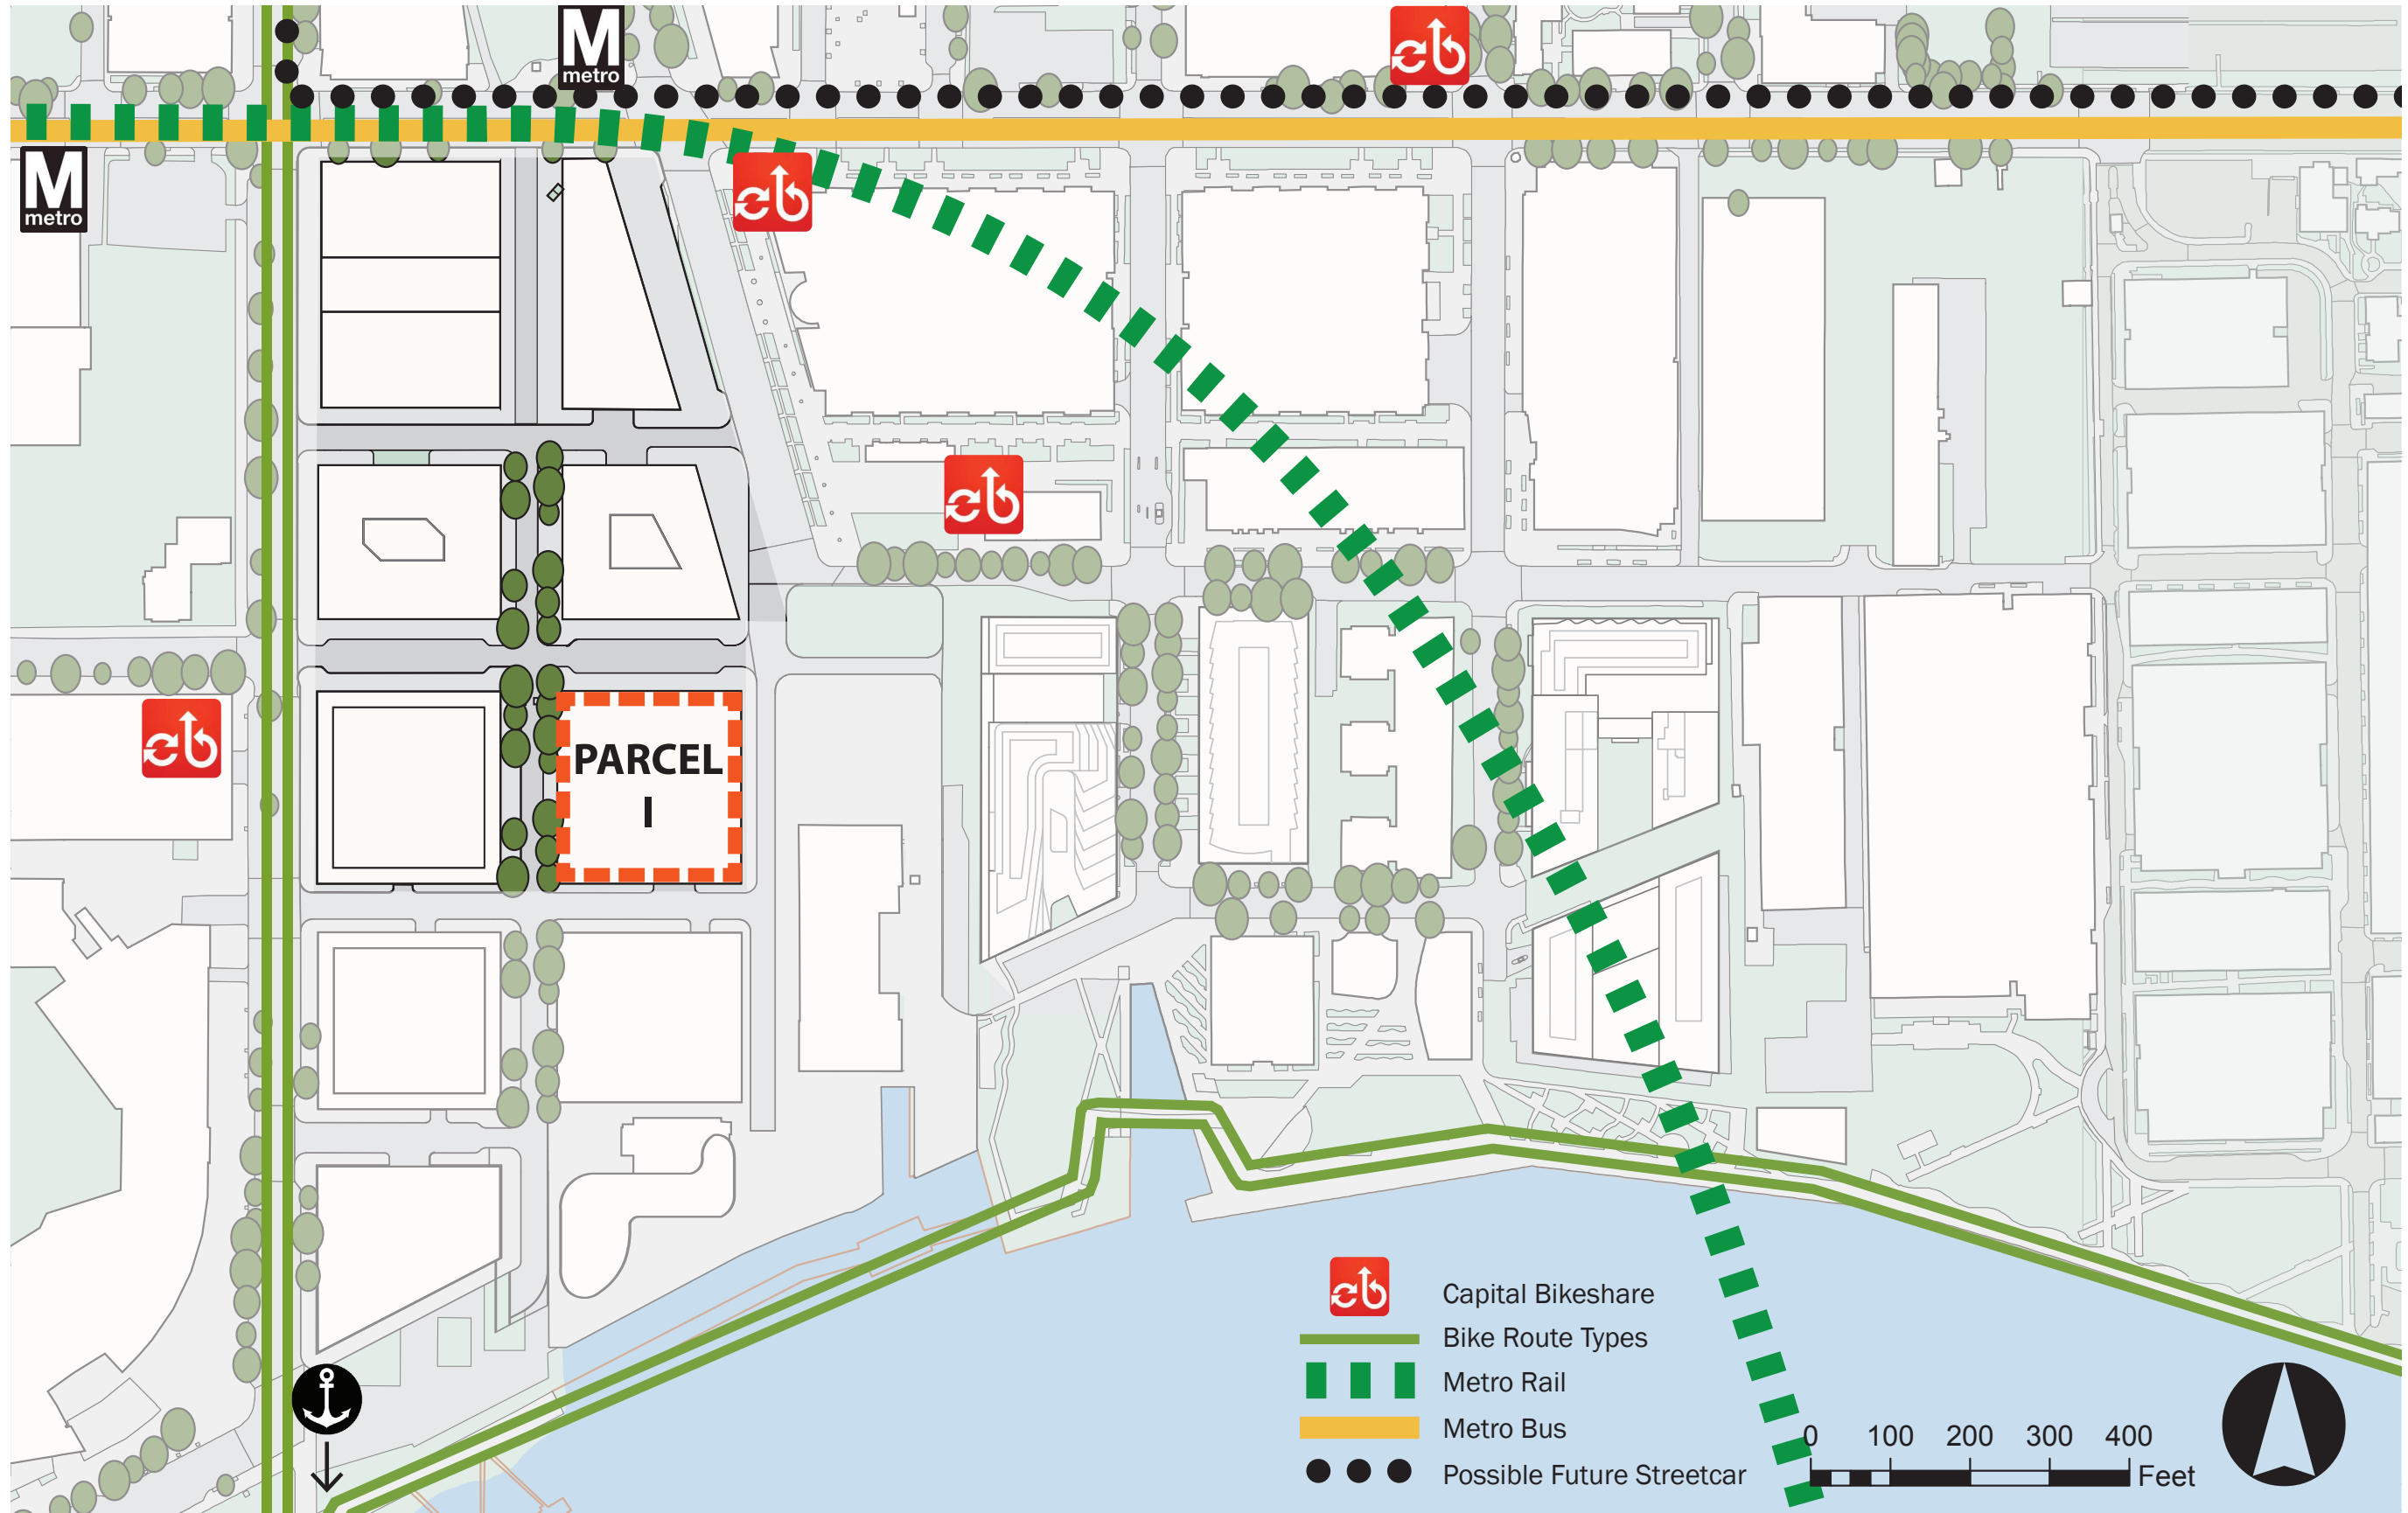 M
metro
M
metro
PARCEL
I
Capital Bikeshare
Bike Route Types
Metro Rail
Metro Bus
Possible Future Streetcar
0 100 200 300 400
Feet